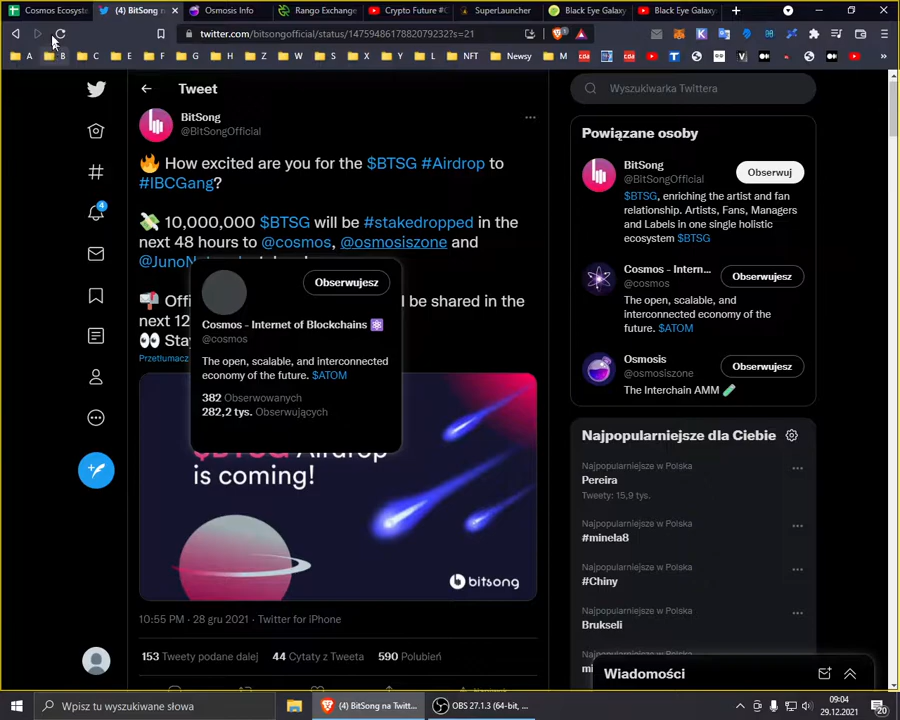 Cosmos Ecosyst
(4) BitSong n
Osmosis Info
Rango Exchange
Crypto Future #C
SuperLauncher
Black Eye Galaxy
Black Eye Galaxy
twitter.com/bitsongofficial/status/1475948617882079232?s=21
A
B
C
E
F
G
H
Z
W
S
X
Y
L
NFT
Newsy
M
Tweet
Wyszukiwarka Twittera
BitSong
@BitSongOfficial
🔥 How excited are you for the $BTSG #Airdrop to
#IBCGang?
💸 10,000,000 $BTSG will be #stakedropped in the
next 48 hours to @cosmos, @osmosiszone and
@JunoNet
📬 Offi
l be shared in the
next 12
👀 Sta
Przetłumacz
Obserwujesz
Cosmos - Internet of Blockchains ⚛
@cosmos
The open, scalable, and interconnected
economy of the future. $ATOM
382 Obserwowanych
282,2 tys. Obserwujących
$BTSG Airdrop
is coming!
bitsong
10:55 PM · 28 gru 2021 · Twitter for iPhone
153 Tweety podane dalej 44 Cytaty z Tweeta 590 Polubień
Powiązane osoby
BitSong
@BitSongOfficial
Obserwuj
$BTSG, enriching the artist and fan
relationship. Artists, Fans, Managers
and Labels in one single holistic
ecosystem $BTSG
Cosmos - Intern...
@cosmos
Obserwujesz
The open, scalable, and
interconnected economy of the
future. $ATOM
Osmosis
@osmosiszone
Obserwujesz
The Interchain AMM 🧪
Najpopularniejsze dla Ciebie
Najpopularniejsze w Polska
Pereira
Tweety: 15,9 tys.
Najpopularniejsze w Polska
#minela8
Najpopularniejsze w Polska
#Chiny
Najpopularniejsze w Polska
Brukseli
Wiadomości
4
Wpisz tu wyszukiwane słowa
(4) BitSong na Twitt...
OBS 27.1.3 (64-bit, ...
09:04
29.12.2021
20